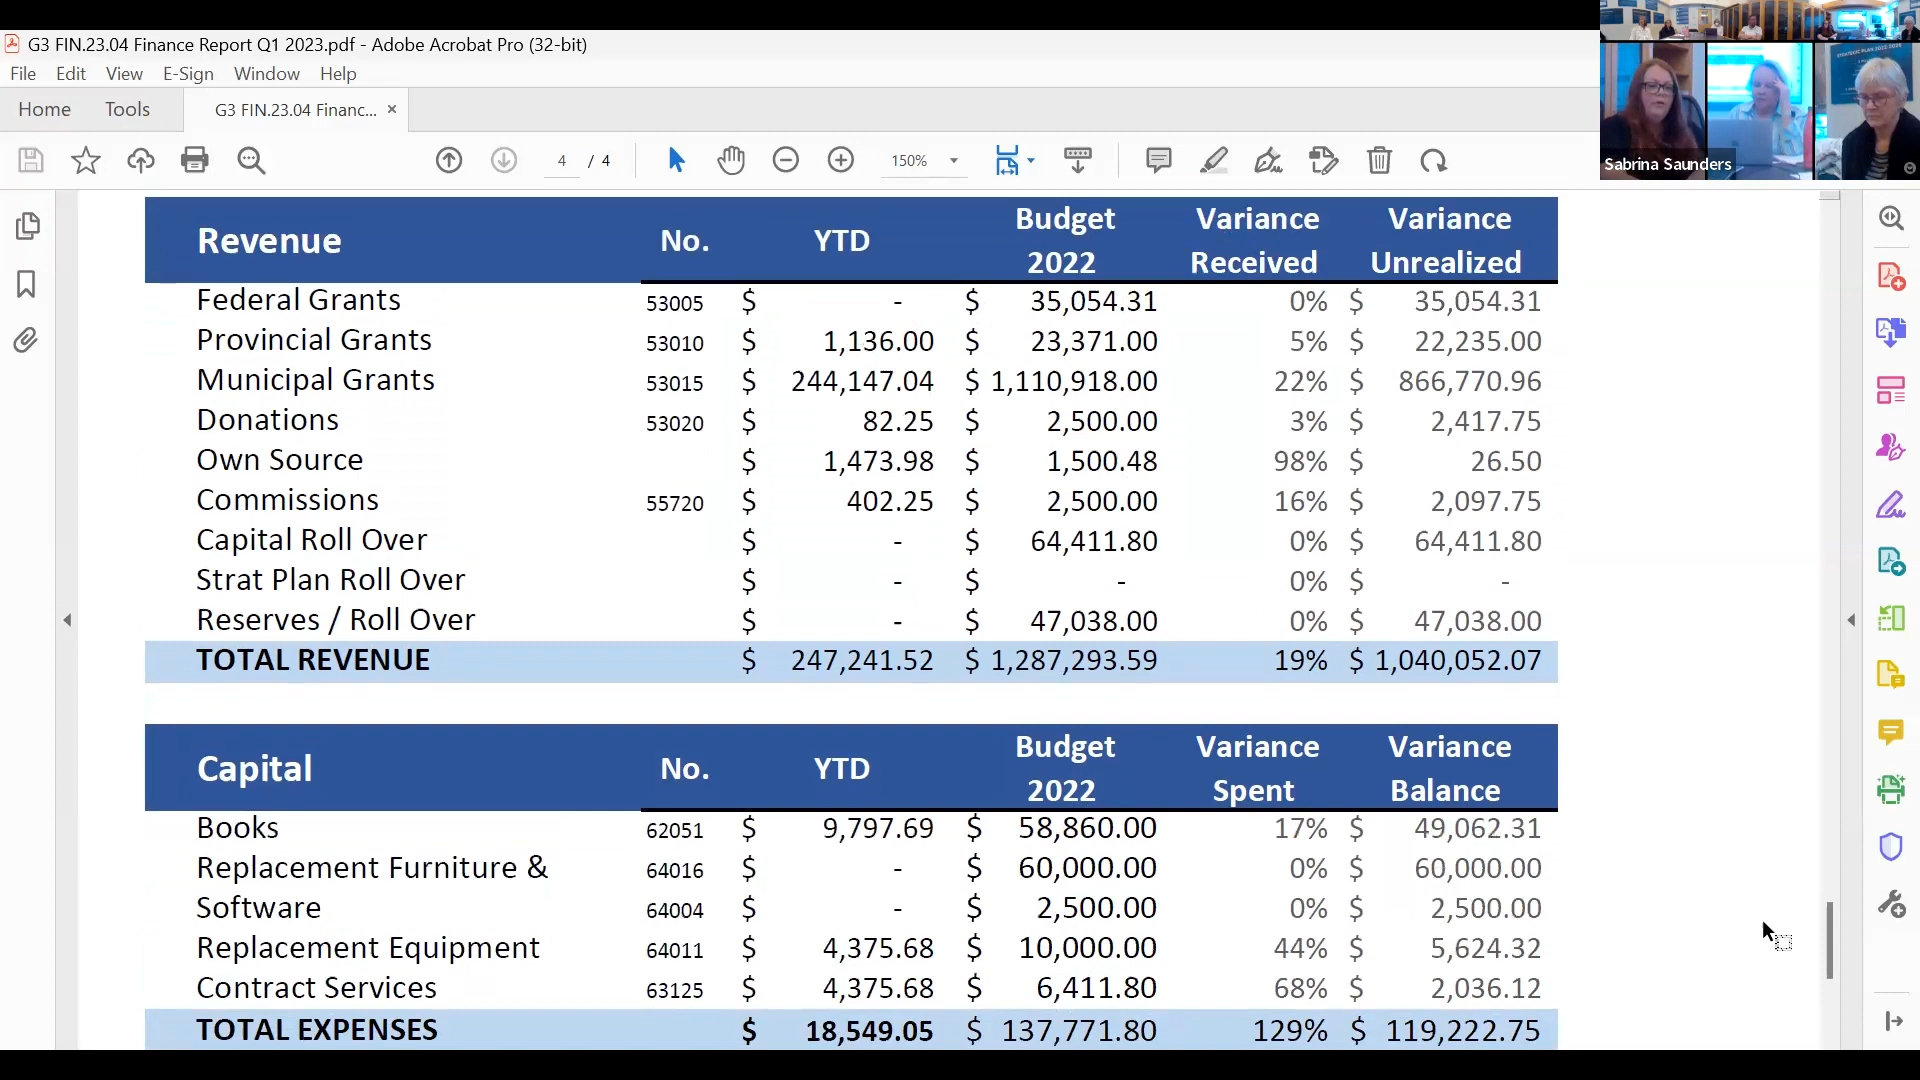 G3 FIN.23.04 Finance Report Q1 2023.pdf - Adobe Acrobat Pro (32-bit)
File Edit View E-Sign Window Help
Home Tools G3 FIN.23.04 Financ... ×
4 / 4 150%
STRATEGIC PLAN 2022-2026
Sabrina Saunders
Revenue No. YTD Budget 2022 Variance Received Variance Unrealized
Federal Grants 53005 $ - $ 35,054.31 0% $ 35,054.31
Provincial Grants 53010 $ 1,136.00 $ 23,371.00 5% $ 22,235.00
Municipal Grants 53015 $ 244,147.04 $ 1,110,918.00 22% $ 866,770.96
Donations 53020 $ 82.25 $ 2,500.00 3% $ 2,417.75
Own Source $ 1,473.98 $ 1,500.48 98% $ 26.50
Commissions 55720 $ 402.25 $ 2,500.00 16% $ 2,097.75
Capital Roll Over $ - $ 64,411.80 0% $ 64,411.80
Strat Plan Roll Over $ - $ - 0% $ -
Reserves / Roll Over $ - $ 47,038.00 0% $ 47,038.00
TOTAL REVENUE $ 247,241.52 $ 1,287,293.59 19% $ 1,040,052.07
Capital No. YTD Budget 2022 Variance Spent Variance Balance
Books 62051 $ 9,797.69 $ 58,860.00 17% $ 49,062.31
Replacement Furniture & 64016 $ - $ 60,000.00 0% $ 60,000.00
Software 64004 $ - $ 2,500.00 0% $ 2,500.00
Replacement Equipment 64011 $ 4,375.68 $ 10,000.00 44% $ 5,624.32
Contract Services 63125 $ 4,375.68 $ 6,411.80 68% $ 2,036.12
TOTAL EXPENSES $ 18,549.05 $ 137,771.80 129% $ 119,222.75